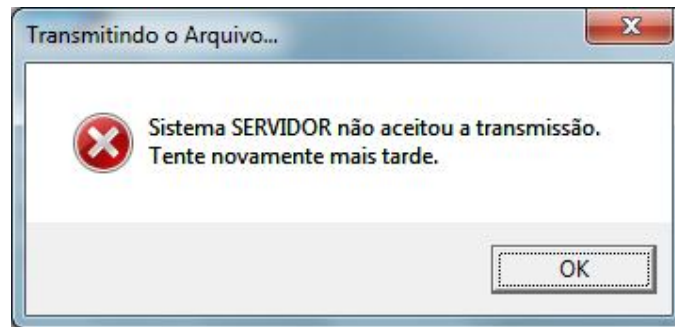 Transmitindo o Arquivo...
Sistema SERVIDOR não aceitou a transmissão.
Tente novamente mais tarde.
OK